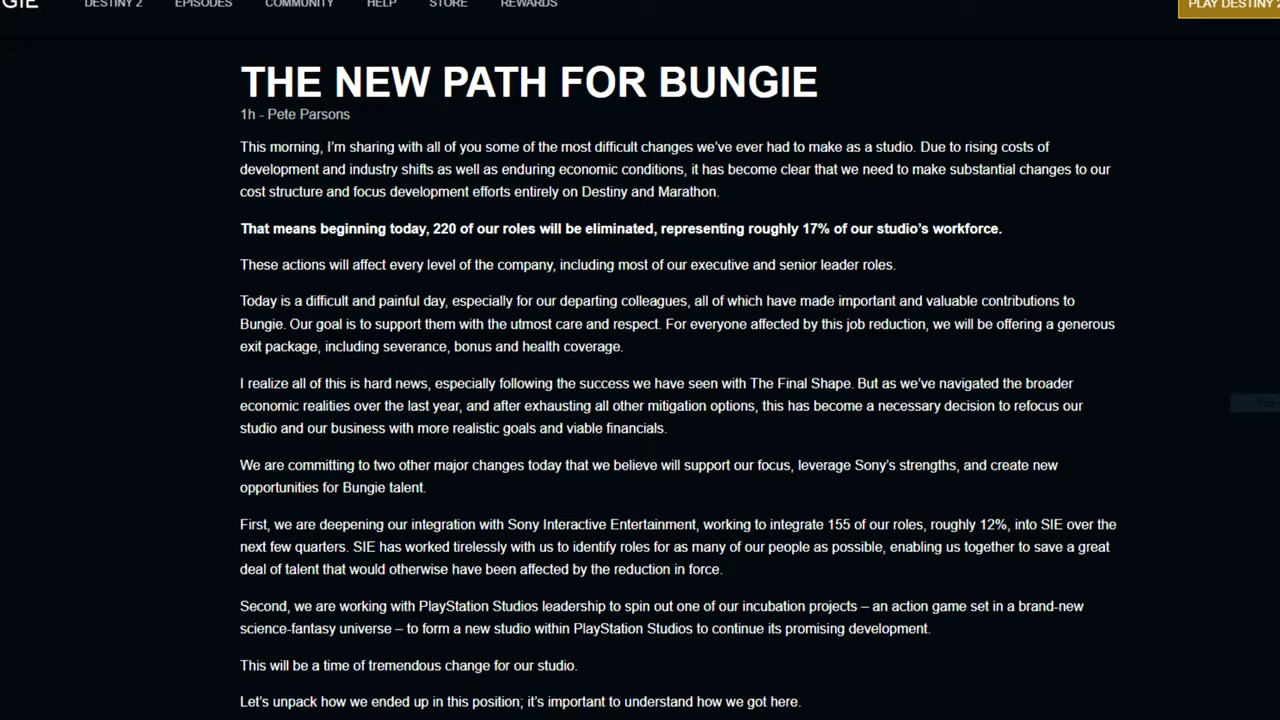 GIE
DESTINY 2 EPISODES COMMUNITY HELP STORE REWARDS PLAY DESTINY 2
THE NEW PATH FOR BUNGIE
1h - Pete Parsons
This morning, I’m sharing with all of you some of the most difficult changes we’ve ever had to make as a studio. Due to rising costs of
development and industry shifts as well as enduring economic conditions, it has become clear that we need to make substantial changes to our
cost structure and focus development efforts entirely on Destiny and Marathon.
That means beginning today, 220 of our roles will be eliminated, representing roughly 17% of our studio’s workforce.
These actions will affect every level of the company, including most of our executive and senior leader roles.
Today is a difficult and painful day, especially for our departing colleagues, all of which have made important and valuable contributions to
Bungie. Our goal is to support them with the utmost care and respect. For everyone affected by this job reduction, we will be offering a generous
exit package, including severance, bonus and health coverage.
I realize all of this is hard news, especially following the success we have seen with The Final Shape. But as we’ve navigated the broader
economic realities over the last year, and after exhausting all other mitigation options, this has become a necessary decision to refocus our
studio and our business with more realistic goals and viable financials.
We are committing to two other major changes today that we believe will support our focus, leverage Sony’s strengths, and create new
opportunities for Bungie talent.
First, we are deepening our integration with Sony Interactive Entertainment, working to integrate 155 of our roles, roughly 12%, into SIE over the
next few quarters. SIE has worked tirelessly with us to identify roles for as many of our people as possible, enabling us together to save a great
deal of talent that would otherwise have been affected by the reduction in force.
Second, we are working with PlayStation Studios leadership to spin out one of our incubation projects – an action game set in a brand-new
science-fantasy universe – to form a new studio within PlayStation Studios to continue its promising development.
This will be a time of tremendous change for our studio.
Let’s unpack how we ended up in this position; it’s important to understand how we got here.